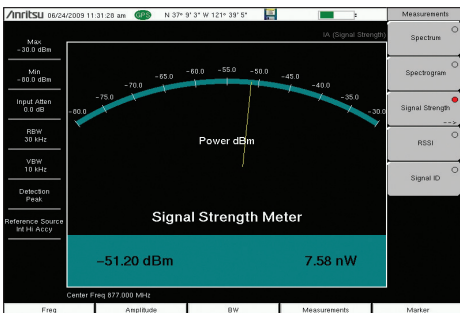 Anritsu 06/24/2009 11:31:28 am GPS N 37° 9' 3" W 121° 39' 5"
Measurements
IA (Signal Strength)
Max
-30.0 dBm
Min
-80.0 dBm
Input Atten
0.0 dB
RBW
30 kHz
VBW
10 kHz
Detection
Peak
Reference Source
Int Hi Accy
-80.0 -75.0 -70.0 -65.0 -60.0 -55.0 -50.0 -45.0 -40.0 -35.0 -30.0
Power dBm
Signal Strength Meter
-51.20 dBm 7.58 nW
Center Freq 877.000 MHz
Spectrum
Spectrogram
Signal Strength
-->
RSSI
Signal ID
Freq Amplitude BW Measurements Marker